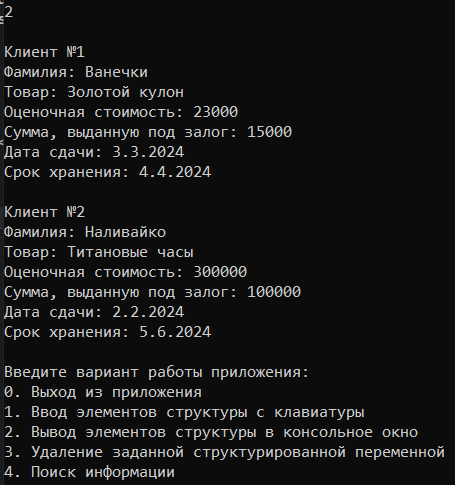 2
Клиент №1
Фамилия: Ванечки
Товар: Золотой кулон
Оценочная стоимость: 23000
Сумма, выданную под залог: 15000
Дата сдачи: 3.3.2024
Срок хранения: 4.4.2024
Клиент №2
Фамилия: Наливайко
Товар: Титановые часы
Оценочная стоимость: 300000
Сумма, выданную под залог: 100000
Дата сдачи: 2.2.2024
Срок хранения: 5.6.2024
Введите вариант работы приложения:
0. Выход из приложения
1. Ввод элементов структуры с клавиатуры
2. Вывод элементов структуры в консольное окно
3. Удаление заданной структурированной переменной
4. Поиск информации